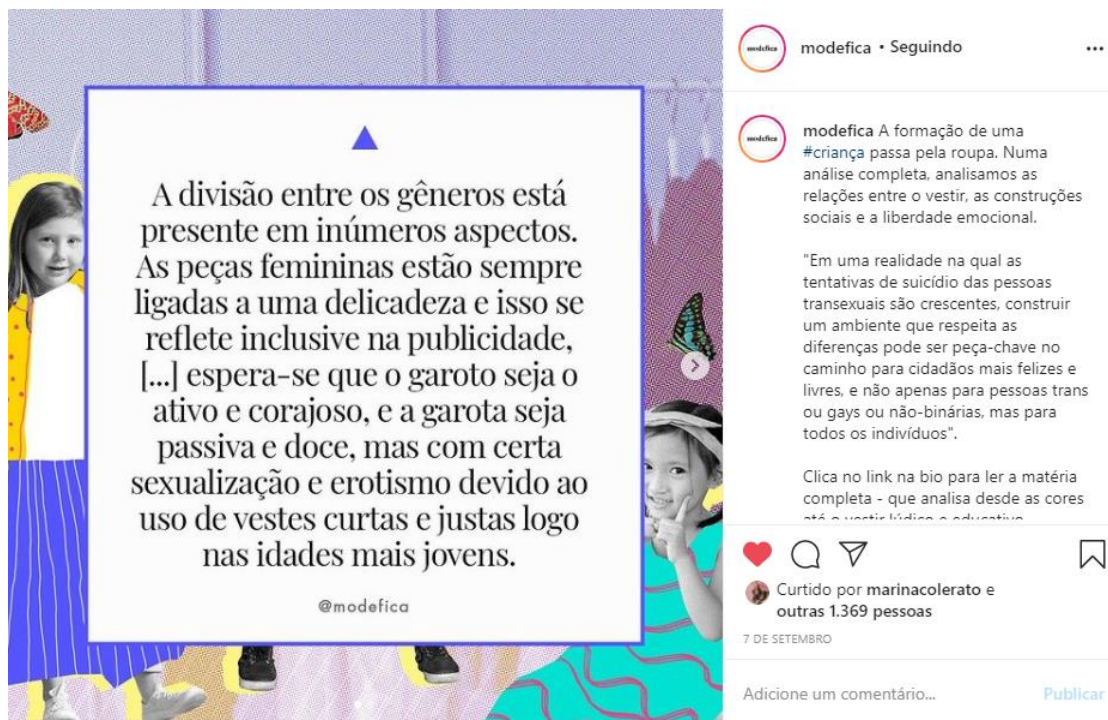 A divisão entre os gêneros está
presente em inúmeros aspectos.
As peças femininas estão sempre
ligadas a uma delicadeza e isso se
reflete inclusive na publicidade,
[...] espera-se que o garoto seja o
ativo e corajoso, e a garota seja
passiva e doce, mas com certa
sexualização e erotismo devido ao
uso de vestes curtas e justas logo
nas idades mais jovens.
@modefica
modefica
modefica • Seguindo
modefica
modefica A formação de uma
#criança passa pela roupa. Numa
análise completa, analisamos as
relações entre o vestir, as construções
sociais e a liberdade emocional.
"Em uma realidade na qual as
tentativas de suicídio das pessoas
transexuais são crescentes, construir
um ambiente que respeita as
diferenças pode ser peça-chave no
caminho para cidadãos mais felizes e
livres, e não apenas para pessoas trans
ou gays ou não-binárias, mas para
todos os indivíduos".
Clica no link na bio para ler a matéria
completa - que analisa desde as cores
até o vestir lúdico e educativo
Curtido por marinacolerato e
outras 1.369 pessoas
7 DE SETEMBRO
Adicione um comentário...
Publicar